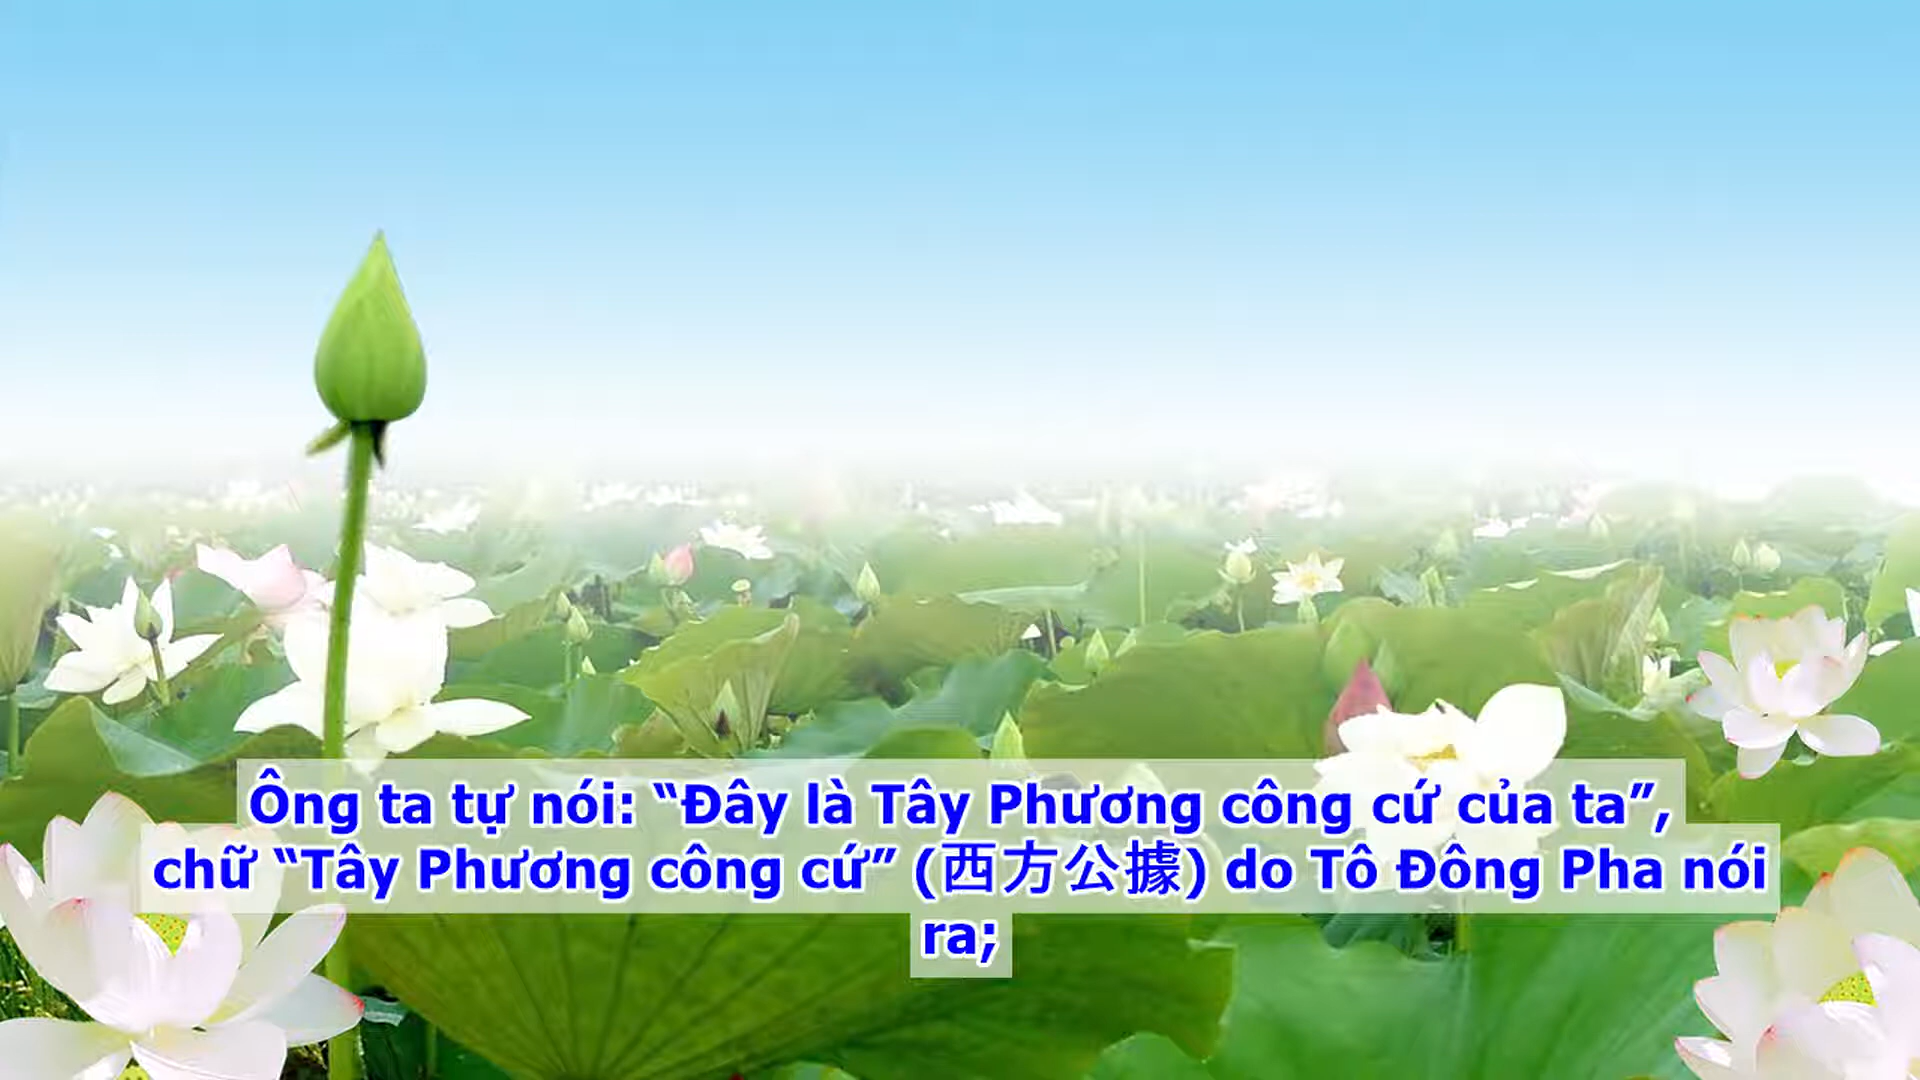 Ông ta tự nói: “Đây là Tây Phương công cứ của ta”,
chữ “Tây Phương công cứ” (西方公據) do Tô Đông Pha nói
ra;